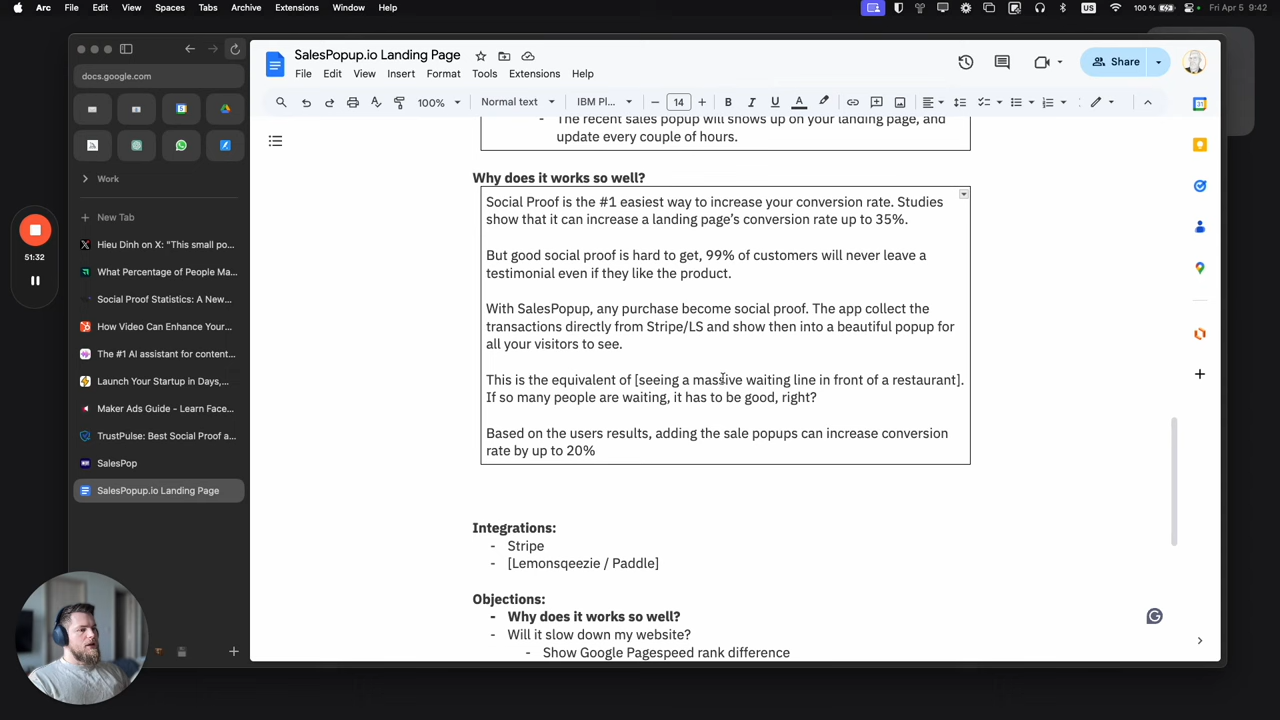 Arc File Edit View Spaces Tabs Archive Extensions Window Help
US 100 % Fri Apr 5 9:42
docs.google.com
Work
New Tab
Hieu Dinh on X: "This small po...
What Percentage of People Ma...
Social Proof Statistics: A New...
How Video Can Enhance Your...
The #1 AI assistant for content...
Launch Your Startup in Days,...
Maker Ads Guide - Learn Face...
TrustPulse: Best Social Proof a...
SalesPop
SalesPopup.io Landing Page
51:32
SalesPopup.io Landing Page
File Edit View Insert Format Tools Extensions Help
Share
100% Normal text IBM Pl... 14 B I U A
- The recent sales popup will shows up on your landing page, and
update every couple of hours.
Why does it works so well?
Social Proof is the #1 easiest way to increase your conversion rate. Studies
show that it can increase a landing page's conversion rate up to 35%.
But good social proof is hard to get, 99% of customers will never leave a
testimonial even if they like the product.
With SalesPopup, any purchase become social proof. The app collect the
transactions directly from Stripe/LS and show then into a beautiful popup for
all your visitors to see.
This is the equivalent of [seeing a massive waiting line in front of a restaurant].
If so many people are waiting, it has to be good, right?
Based on the users results, adding the sale popups can increase conversion
rate by up to 20%
Integrations:
- Stripe
- [Lemonsqeezie / Paddle]
Objections:
- Why does it works so well?
- Will it slow down my website?
- Show Google Pagespeed rank difference